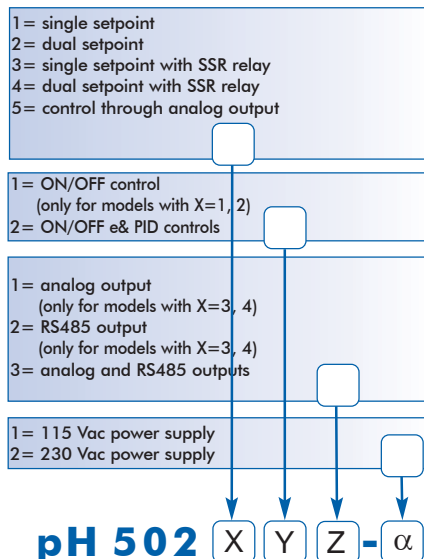 1= single setpoint
2= dual setpoint
3= single setpoint with SSR relay
4= dual setpoint with SSR relay
5= control through analog output
1= ON/OFF control
(only for models with X=1, 2)
2= ON/OFF e& PID controls
1= analog output
(only for models with X=3, 4)
2= RS485 output
(only for models with X=3, 4)
3= analog and RS485 outputs
1= 115 Vac power supply
2= 230 Vac power supply
pH 502 X Y Z - α